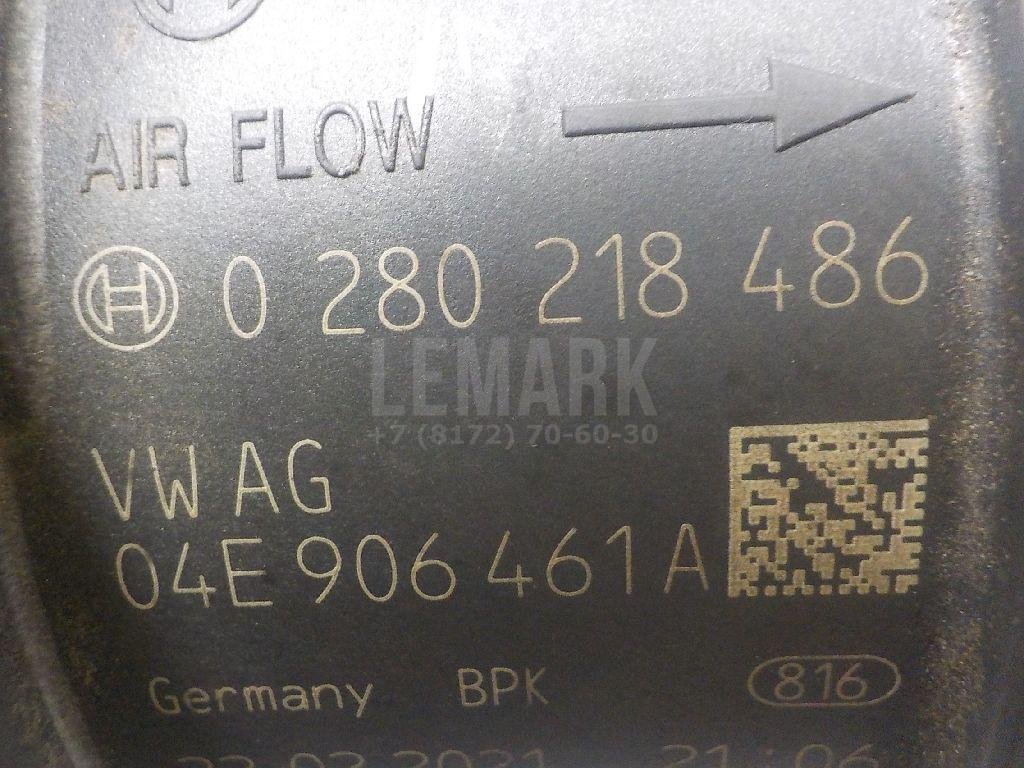 AIR FLOW
0 280 218 486
LEMARK
+7 (8172) 70-60-30
VW AG
04E 906 461 A
Germany BPK 816